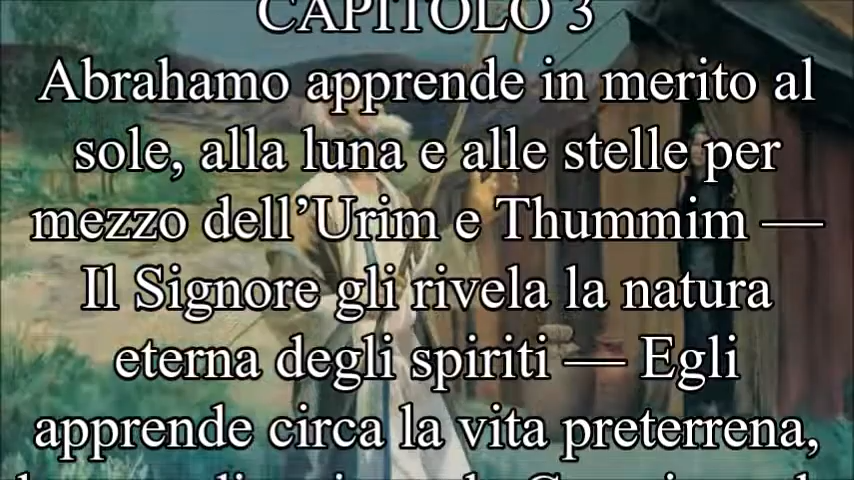 CAPITOLO 3
Abrahamo apprende in merito al
sole, alla luna e alle stelle per
mezzo dell’Urim e Thummim —
Il Signore gli rivela la natura
eterna degli spiriti — Egli
apprende circa la vita preterrena,